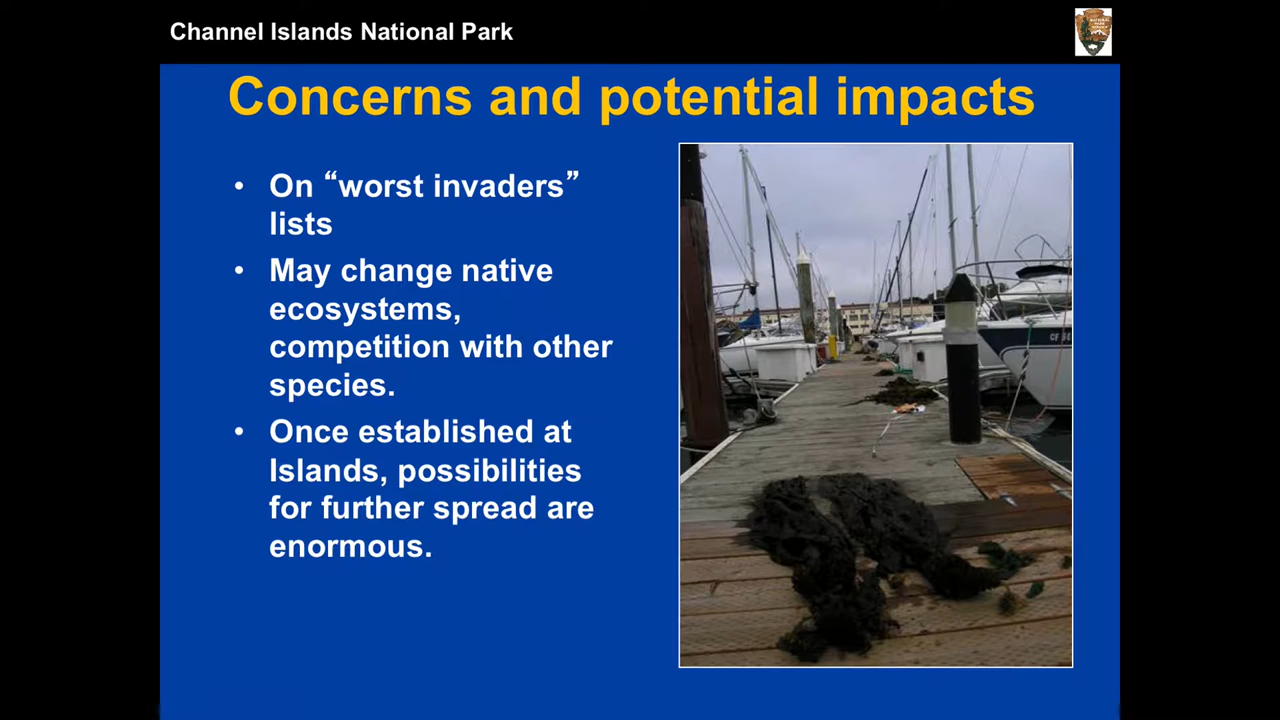 Channel Islands National Park
Concerns and potential impacts
• On “worst invaders”
lists
• May change native
ecosystems,
competition with other
species.
• Once established at
Islands, possibilities
for further spread are
enormous.